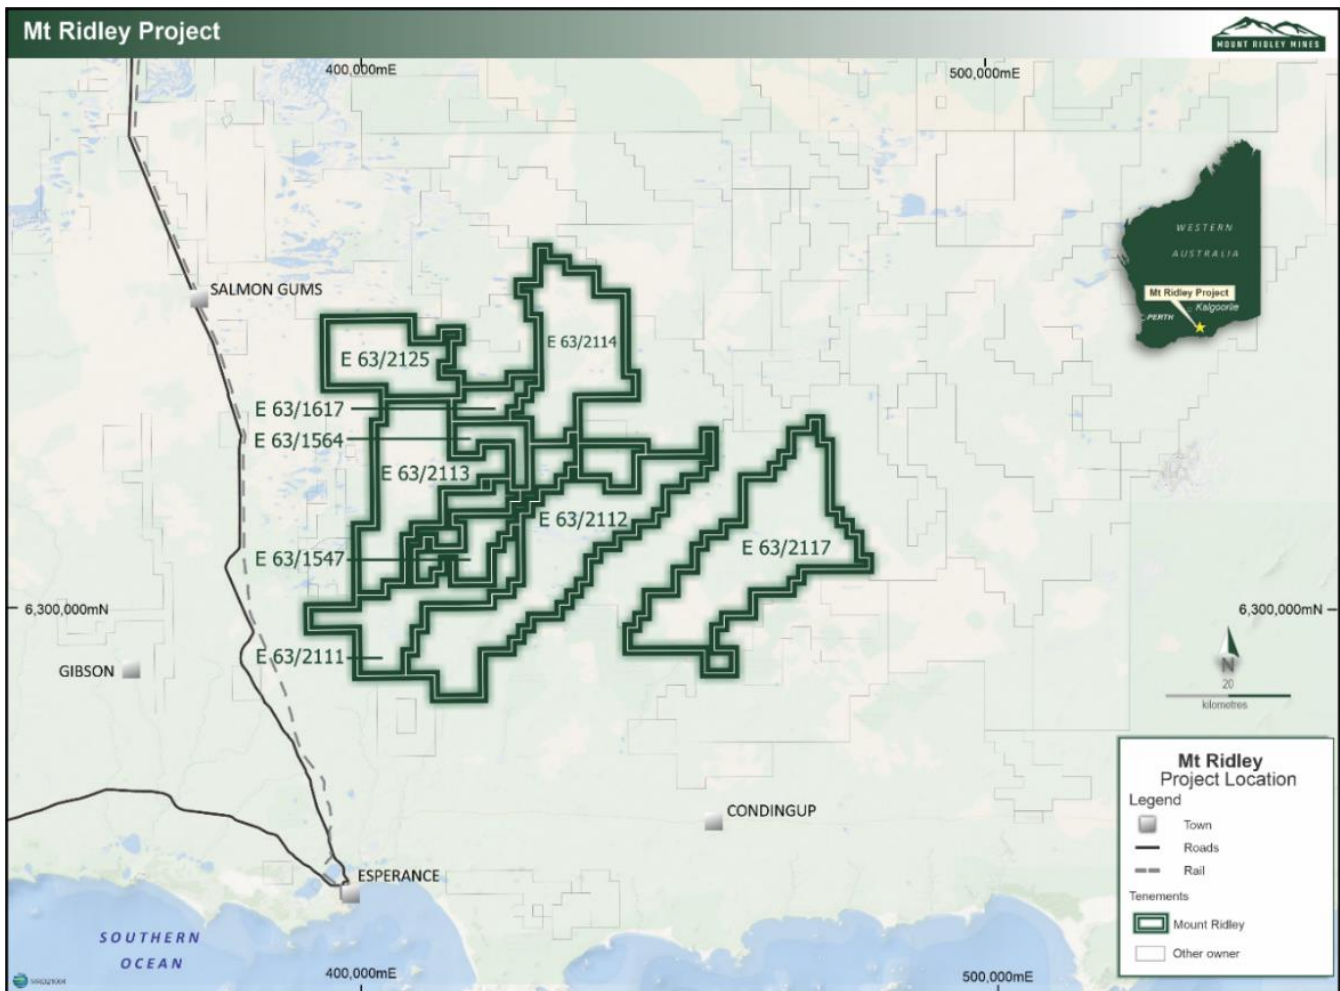 Mt Ridley Project
MOUNT RIDLEY MINES
400,000mE
500,000mE
WESTERN
AUSTRALIA
Mt Ridley Project
Kalgoorlie
PERTH
SALMON GUMS
E 63/2114
E 63/2125
E 63/1617
E 63/1564
E 63/2113
E 63/2112
E 63/1547
E 63/2117
6,300,000mN
6,300,000mN
E 63/2111
GIBSON
N
20
kilometres
CONDINGUP
ESPERANCE
SOUTHERN
OCEAN
400,000mE
500,000mE
Mt Ridley
Project Location
Legend
Town
Roads
Rail
Tenements
Mount Ridley
Other owner